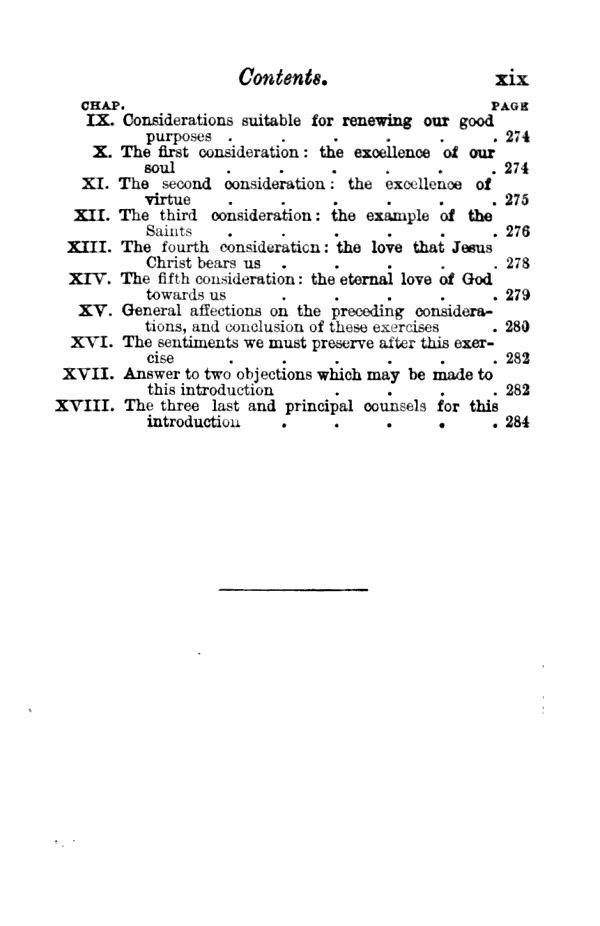 Contents. xix
CHAP. PAGE
IX. Considerations suitable for renewing our good
purposes . . . . . . 274
X. The first consideration: the excellence of our
soul . . . . . . 274
XI. The second consideration: the excellence of
virtue . . . . . . 275
XII. The third consideration: the example of the
Saints . . . . . . 276
XIII. The fourth consideration: the love that Jesus
Christ bears us . . . . . 278
XIV. The fifth consideration: the eternal love of God
towards us . . . . . 279
XV. General affections on the preceding considera-
tions, and conclusion of these exercises . 280
XVI. The sentiments we must preserve after this exer-
cise . . . . . . 282
XVII. Answer to two objections which may be made to
this introduction . . . . 282
XVIII. The three last and principal counsels for this
introduction . . . . . 284